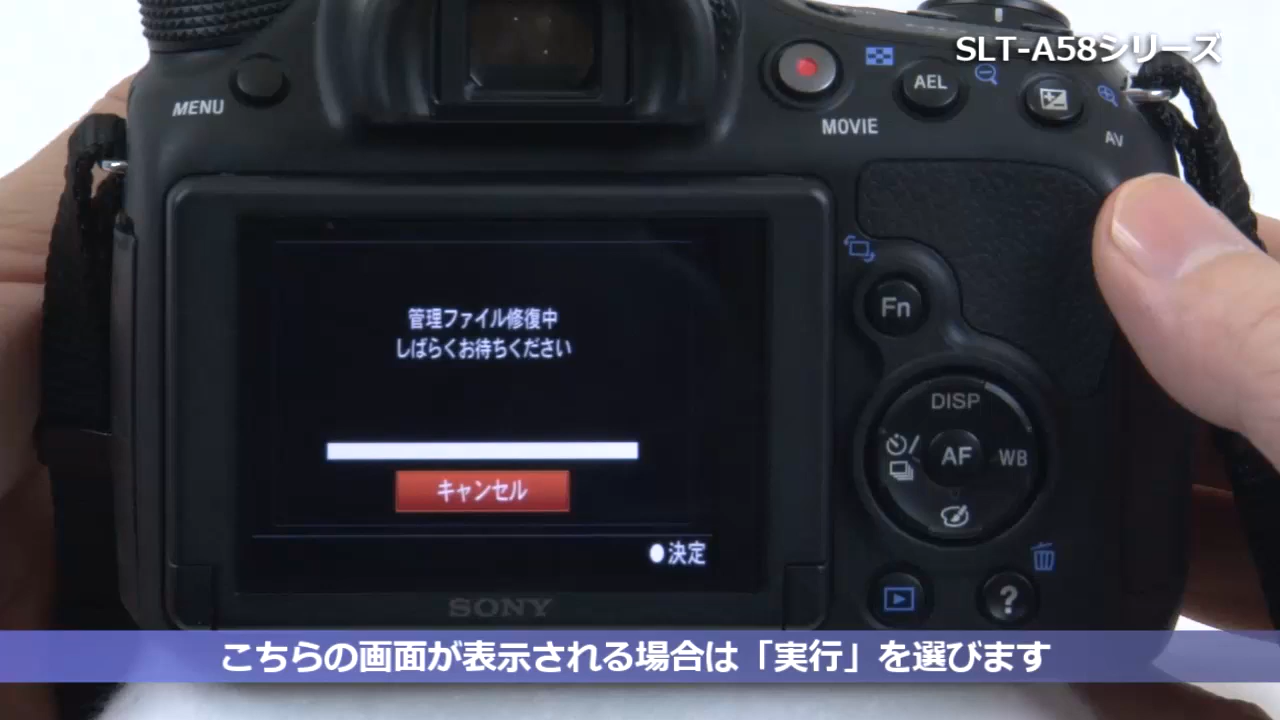 SLT-A58シリーズ
MENU
MOVIE
AEL
AV
管理ファイル修復中
しばらくお待ちください
キャンセル
●決定
SONY
Fn
DISP
AF
WB
?
こちらの画面が表示される場合は「実行」を選びます